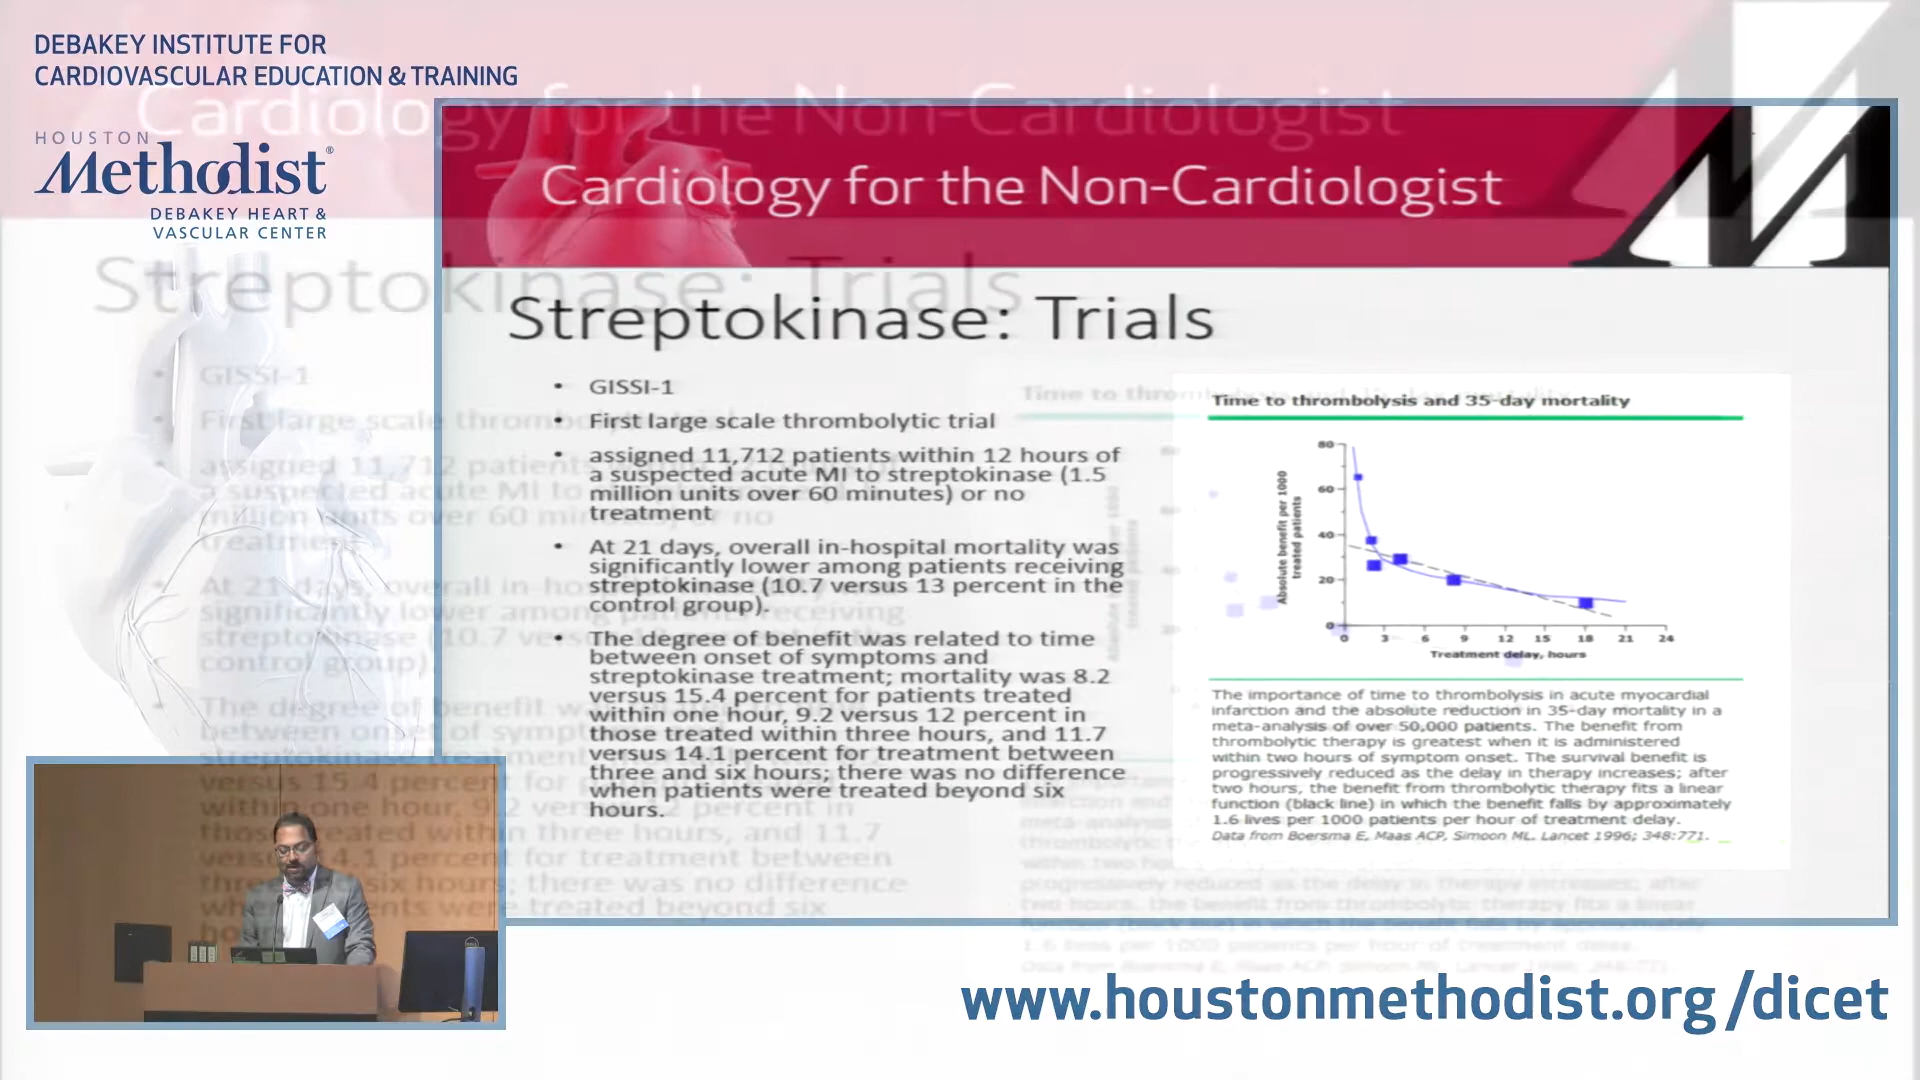 DEBAKEY INSTITUTE FOR
CARDIOVASCULAR EDUCATION & TRAINING
HOUSTON
Methodist®
DEBAKEY HEART &
VASCULAR CENTER
Cardiology for the Non-Cardiologist
Cardiology for the Non-Cardiologist
Streptokinase: Trials
Streptokinase: Trials
• GISSI-1
• First large scale thrombolytic trial
• assigned 11,712 patients within 12 hours of
a suspected acute MI to streptokinase (1.5
million units over 60 minutes) or no
treatment
• At 21 days, overall in-hospital mortality was
significantly lower among patients receiving
streptokinase (10.7 versus 13 percent in the
control group).
• The degree of benefit was related to time
between onset of symptoms and
streptokinase treatment; mortality was 8.2
versus 15.4 percent for patients treated
within one hour, 9.2 versus 12 percent in
those treated within three hours, and 11.7
versus 14.1 percent for treatment between
three and six hours; there was no difference
when patients were treated beyond six
hours.
Time to thrombolysis and 35-day mortality
Absolute benefit per 1000
treated patients
80
60
40
20
0
0 3 6 9 12 15 18 21 24
Treatment delay, hours
The importance of time to thrombolysis in acute myocardial
infarction and the absolute reduction in 35-day mortality in a
meta-analysis of over 50,000 patients. The benefit from
thrombolytic therapy is greatest when it is administered
within two hours of symptom onset. The survival benefit is
progressively reduced as the delay in therapy increases; after
two hours, the benefit from thrombolytic therapy fits a linear
function (black line) in which the benefit falls by approximately
1.6 lives per 1000 patients per hour of treatment delay.
Data from Boersma E, Maas ACP, Simoon ML. Lancet 1996; 348:771.
www.houstonmethodist.org/dicet